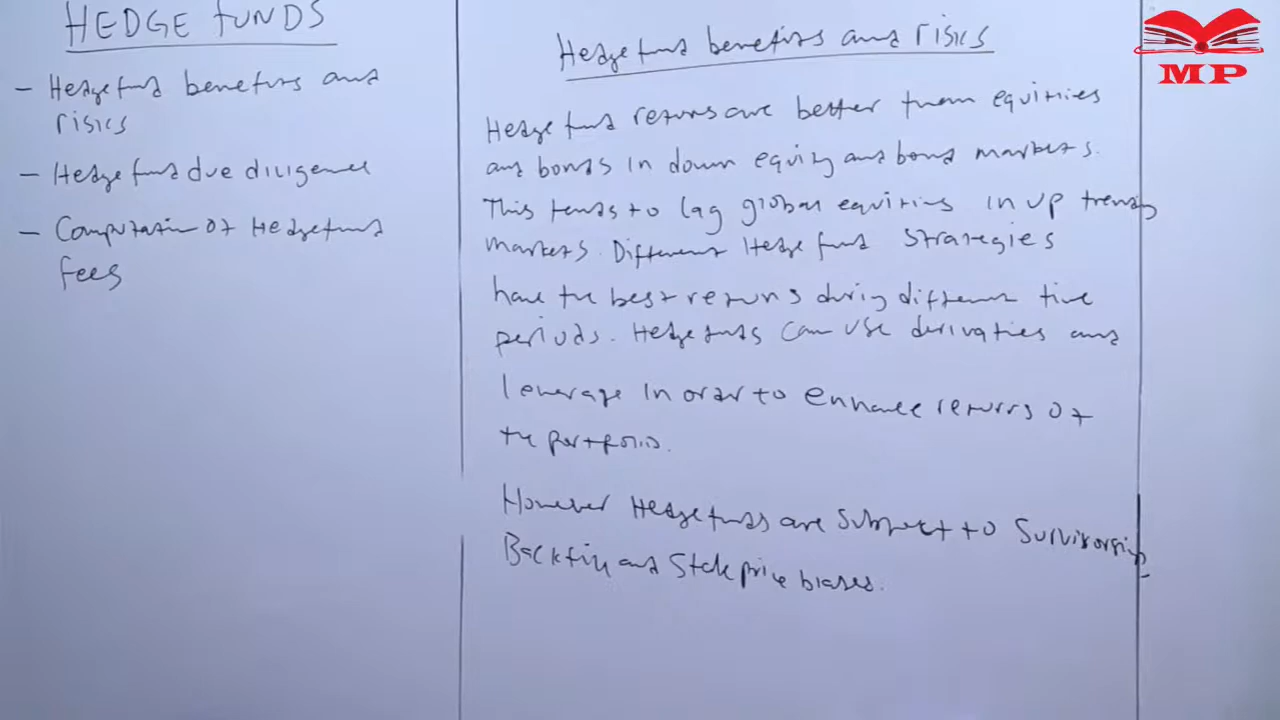 HEDGE FUNDS
- Hedge fund benefits and
risks
- Hedge fund due diligence
- Computation of Hedge fund
fees
Hedge fund benefits and risks
Hedge fund returns are better than equities
and bonds in down equity and bond markets.
This tends to lag global equities in up trends
markets. Different Hedge fund strategies
have the best returns during different time
periods. Hedge funds can use derivaties and
leverage in order to enhance returns of
the portfolio.
However Hedge funds are subject to Survivorship
Backfill and Stale price biases.
MP